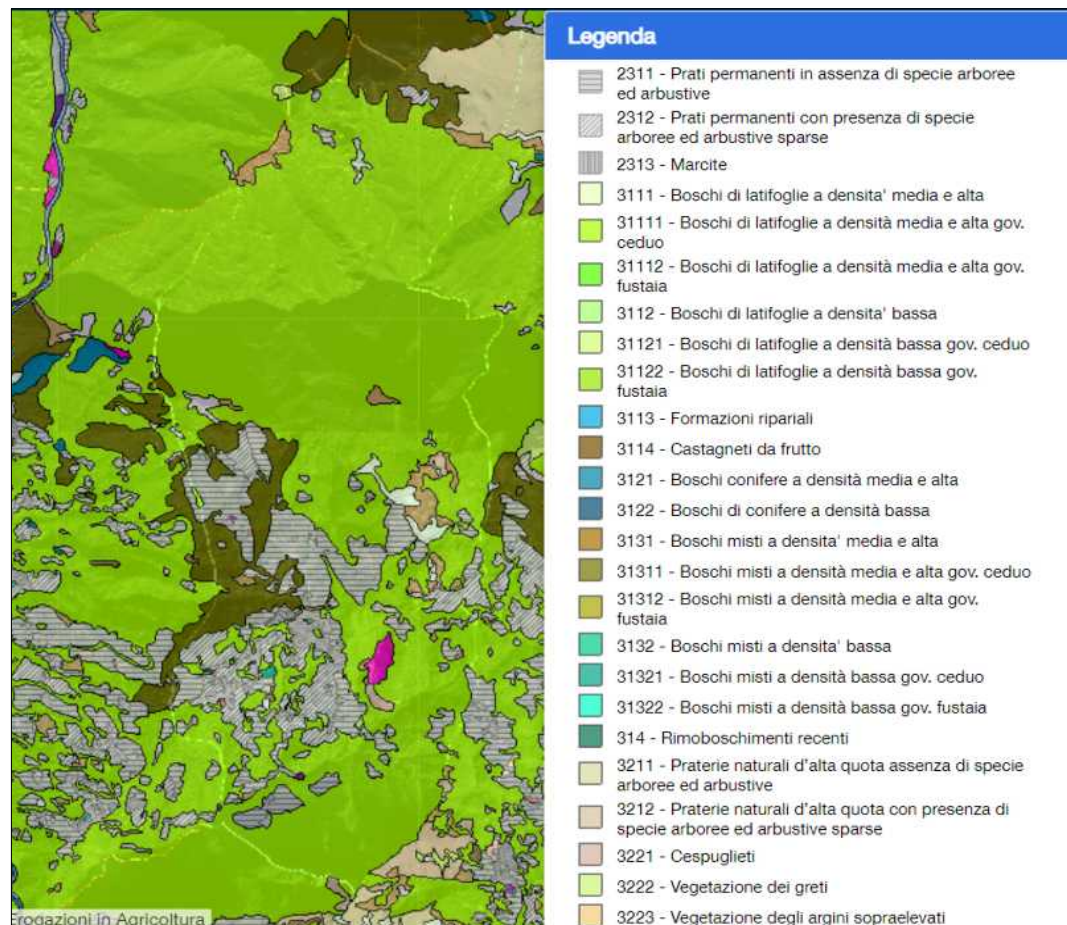 Legenda
2311 - Prati permanenti in assenza di specie arboree
ed arbustive
2312 - Prati permanenti con presenza di specie
arboree ed arbustive sparse
2313 - Marcite
3111 - Boschi di latifoglie a densita' media e alta
31111 - Boschi di latifoglie a densità media e alta gov.
ceduo
31112 - Boschi di latifoglie a densità media e alta gov.
fustaia
3112 - Boschi di latifoglie a densita' bassa
31121 - Boschi di latifoglie a densità bassa gov. ceduo
31122 - Boschi di latifoglie a densità bassa gov.
fustaia
3113 - Formazioni ripariali
3114 - Castagneti da frutto
3121 - Boschi conifere a densità media e alta
3122 - Boschi di conifere a densità bassa
3131 - Boschi misti a densita' media e alta
31311 - Boschi misti a densità media e alta gov. ceduo
31312 - Boschi misti a densità media e alta gov.
fustaia
3132 - Boschi misti a densita' bassa
31321 - Boschi misti a densità bassa gov. ceduo
31322 - Boschi misti a densità bassa gov. fustaia
314 - Rimboschimenti recenti
3211 - Praterie naturali d'alta quota assenza di specie
arboree ed arbustive
3212 - Praterie naturali d'alta quota con presenza di
specie arboree ed arbustive sparse
3221 - Cespuglieti
3222 - Vegetazione dei greti
3223 - Vegetazione degli argini sopraelevati
Erogazioni in Agricoltura